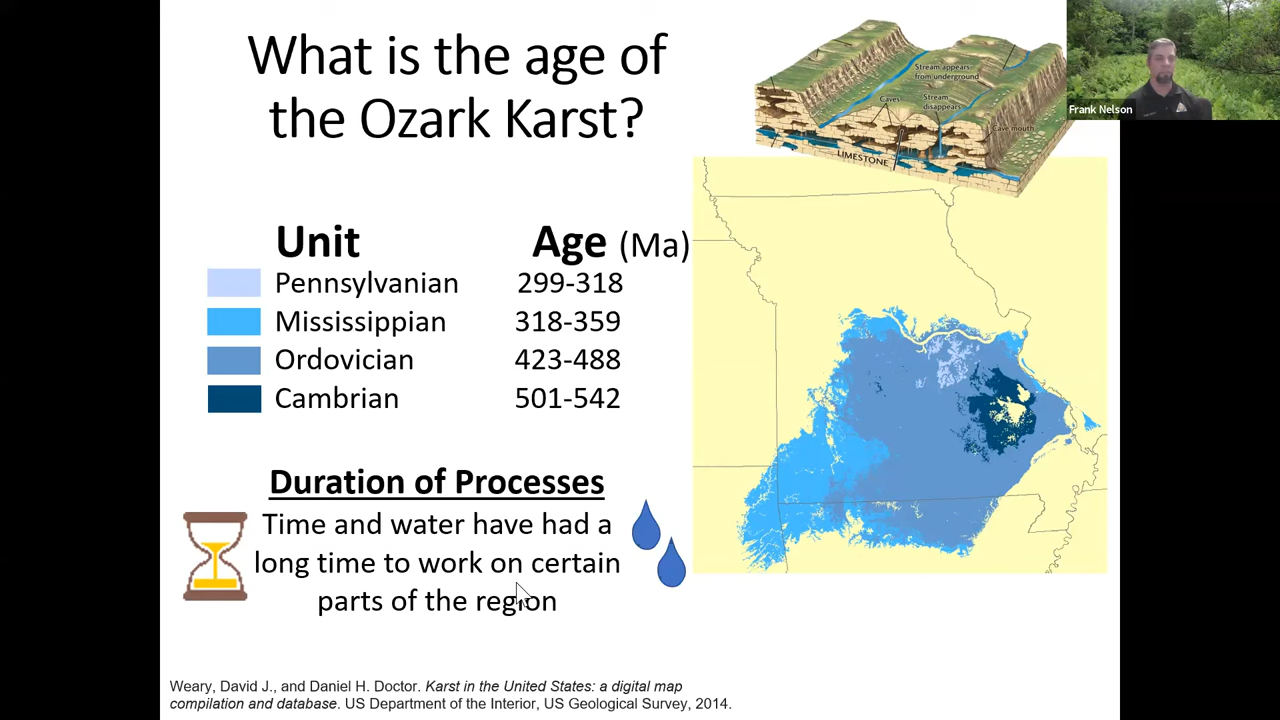 What is the age of
the Ozark Karst?
Stream appears
from underground
Caves
Stream
disappears
Cave mouth
LIMESTONE
Frank Nelson
Unit Age (Ma)
Pennsylvanian 299-318
Mississippian 318-359
Ordovician 423-488
Cambrian 501-542
Duration of Processes
Time and water have had a
long time to work on certain
parts of the region
Weary, David J., and Daniel H. Doctor. Karst in the United States: a digital map
compilation and database. US Department of the Interior, US Geological Survey, 2014.